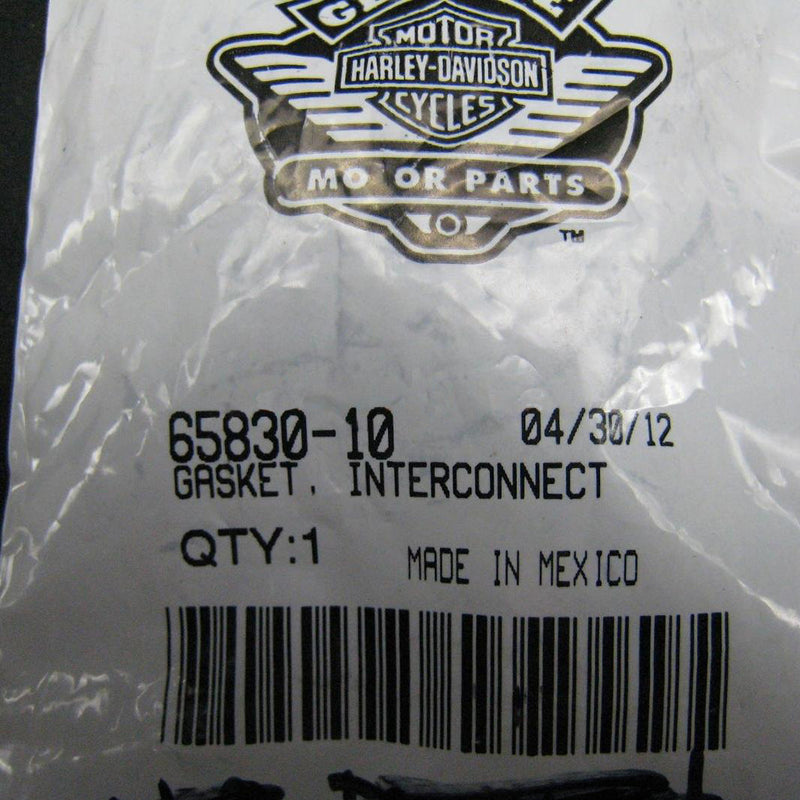 MOTOR
HARLEY-DAVIDSON
CYCLES
MO OR PARTS
TM
65830-10 04/30/12
GASKET, INTERCONNECT
QTY:1 MADE IN MEXICO